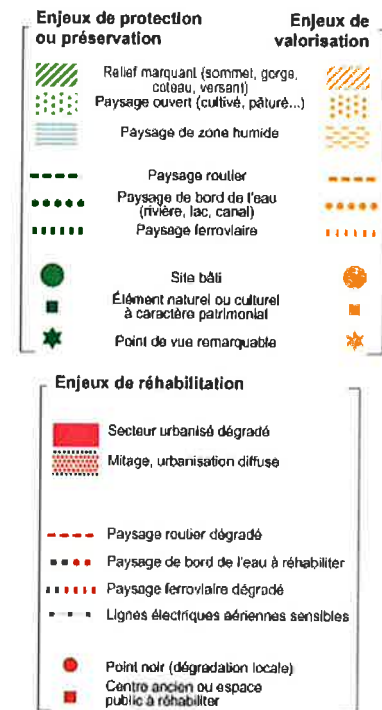 Enjeux de protection
ou préservation
Enjeux de
valorisation
Relief marquant (sommet, gorge,
coteau, versant)
Paysage ouvert (cultivé, pâturé...)
Paysage de zone humide
Paysage routier
Paysage de bord de l'eau
(rivière, lac, canal)
Paysage ferroviaire
Site bâti
Élément naturel ou culturel
à caractère patrimonial
Point de vue remarquable
Enjeux de réhabilitation
Secteur urbanisé dégradé
Mitage, urbanisation diffuse
Paysage routier dégradé
Paysage de bord de l'eau à réhabiliter
Paysage ferroviaire dégradé
Lignes électriques aériennes sensibles
Point noir (dégradation locale)
Centre ancien ou espace
public à réhabiliter